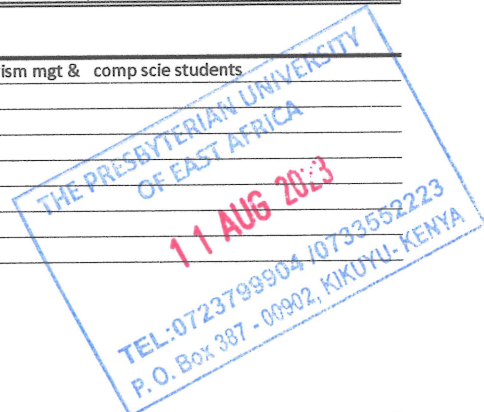 ism mgt & comp scie students
THE PRESBYTERIAN UNIVERSITY
OF EAST AFRICA
11 AUG 2023
TEL:0723799904 /0733552223
P. O. Box 387 - 00902, KIKUYU- KENYA